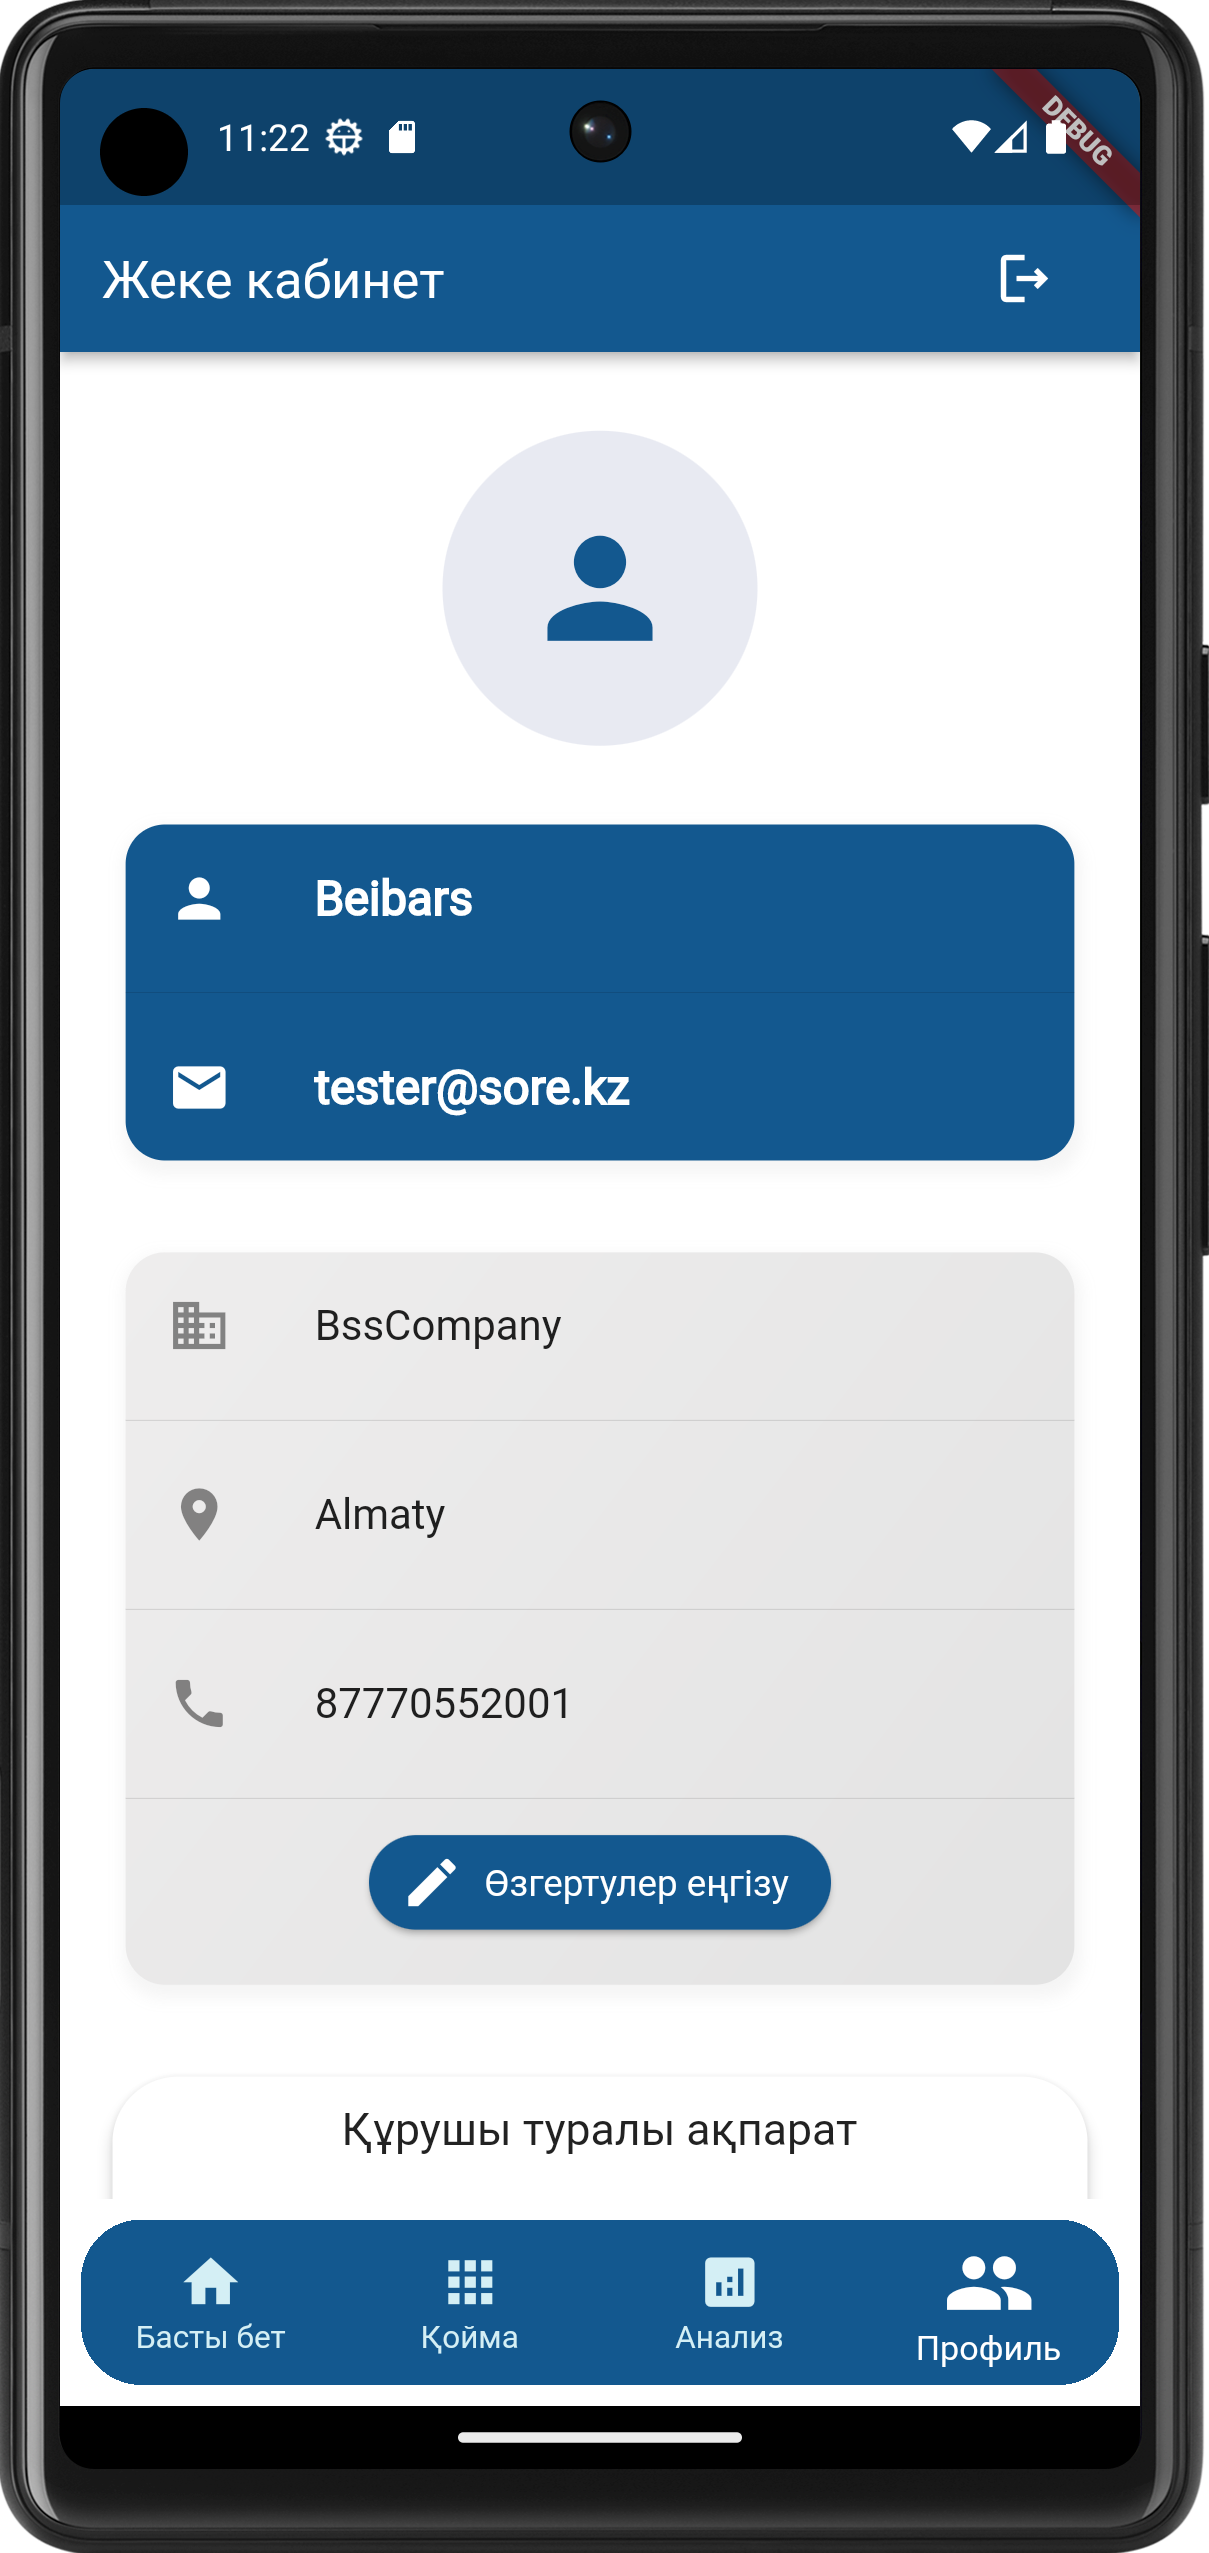 11:22
DEBUG
Жеке кабинет
Beibars
tester@sore.kz
BssCompany
Almaty
87770552001
Өзгертулер еңгізу
Құрушы туралы ақпарат
Басты бет
Қойма
Анализ
Профиль